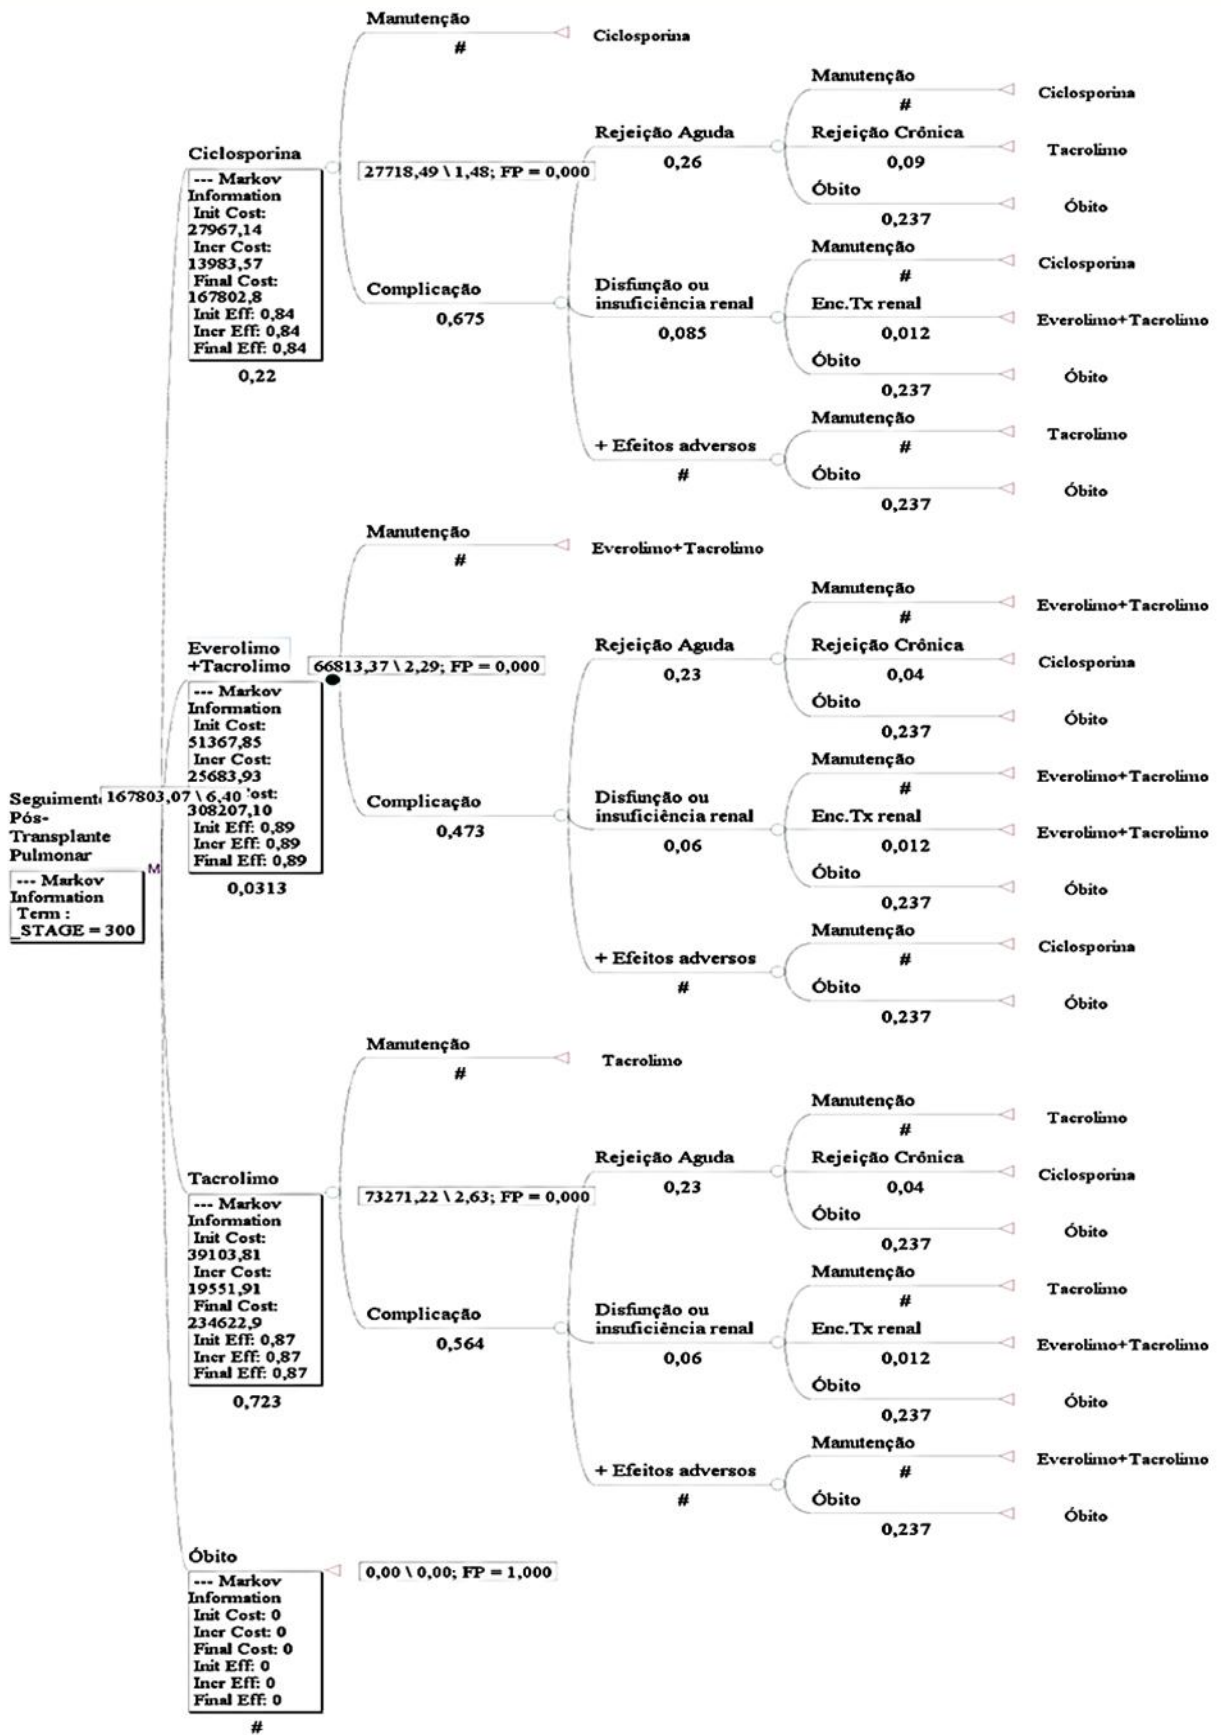 Seguimento 167803,07 \ 6,40
Pós-
Transplante
Pulmonar
--- Markov
Information
Term :
_STAGE = 300
M
Ciclosporina
--- Markov
Information
Init Cost:
27967,14
Incr Cost:
13983,57
Final Cost:
167802,8
Init Eff: 0,84
Incr Eff: 0,84
Final Eff: 0,84
0,22
27718,49 \ 1,48; FP = 0,000
Manutenção
#
Ciclosporina
Complicação
0,675
Rejeição Aguda
0,26
Manutenção
#
Ciclosporina
Rejeição Crônica
0,09
Tacrolimo
Óbito
0,237
Óbito
Disfunção ou
insuficiência renal
0,085
Manutenção
#
Ciclosporina
Enc.Tx renal
0,012
Everolimo+Tacrolimo
Óbito
0,237
Óbito
+ Efeitos adversos
#
Manutenção
#
Tacrolimo
Óbito
0,237
Óbito
Everolimo
+Tacrolimo
66813,37 \ 2,29; FP = 0,000
--- Markov
Information
Init Cost:
51367,85
Incr Cost:
25683,93
ost:
308207,10
Init Eff: 0,89
Incr Eff: 0,89
Final Eff: 0,89
0,0313
Manutenção
#
Everolimo+Tacrolimo
Complicação
0,473
Rejeição Aguda
0,23
Manutenção
#
Everolimo+Tacrolimo
Rejeição Crônica
0,04
Ciclosporina
Óbito
0,237
Óbito
Disfunção ou
insuficiência renal
0,06
Manutenção
#
Everolimo+Tacrolimo
Enc.Tx renal
0,012
Everolimo+Tacrolimo
Óbito
0,237
Óbito
+ Efeitos adversos
#
Manutenção
#
Ciclosporina
Óbito
0,237
Óbito
Tacrolimo
--- Markov
Information
Init Cost:
39103,81
Incr Cost:
19551,91
Final Cost:
234622,9
Init Eff: 0,87
Incr Eff: 0,87
Final Eff: 0,87
0,723
73271,22 \ 2,63; FP = 0,000
Manutenção
#
Tacrolimo
Complicação
0,564
Rejeição Aguda
0,23
Manutenção
#
Tacrolimo
Rejeição Crônica
0,04
Ciclosporina
Óbito
0,237
Óbito
Disfunção ou
insuficiência renal
0,06
Manutenção
#
Tacrolimo
Enc.Tx renal
0,012
Everolimo+Tacrolimo
Óbito
0,237
Óbito
+ Efeitos adversos
#
Manutenção
#
Everolimo+Tacrolimo
Óbito
0,237
Óbito
Óbito
--- Markov
Information
Init Cost: 0
Incr Cost: 0
Final Cost: 0
Init Eff: 0
Incr Eff: 0
Final Eff: 0
#
0,00 \ 0,00; FP = 1,000